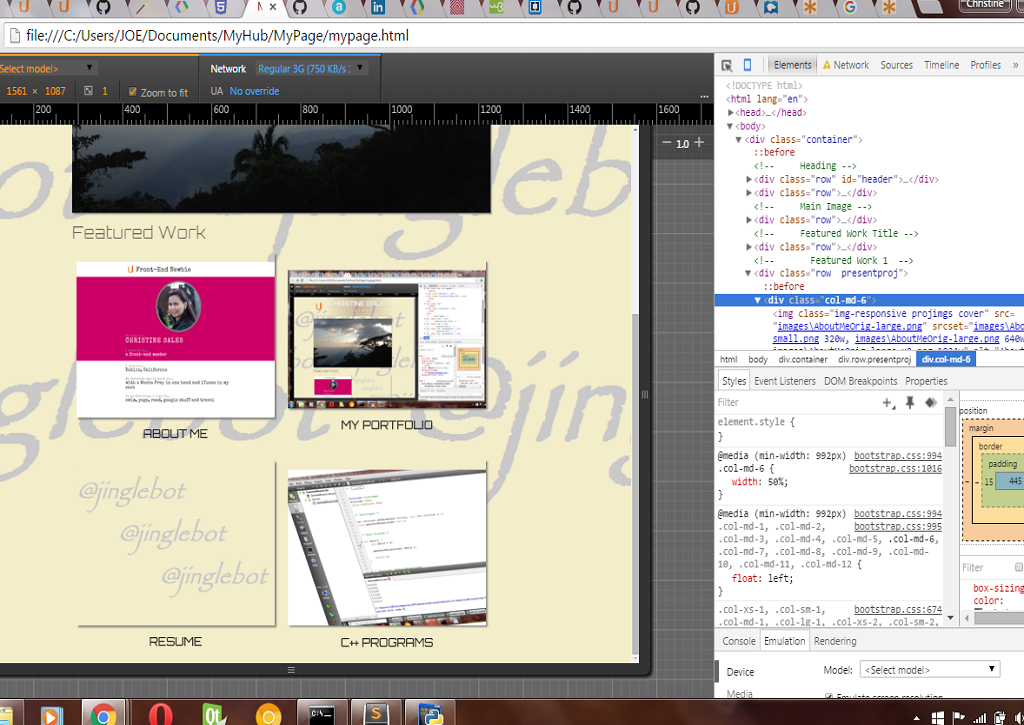 Christine
file:///C:/Users/JOE/Documents/MyHub/MyPage/mypage.html
Select model>
Network Regular 3G (750 KB/s
1561 × 1087 1 Zoom to fit
UA No override
200 400 600 800 1000 1200 1400 1600
1.0
Featured Work
Front-End Newbie
CHRISTINE SALES
a front-end master
Dublin, California
with a Nonda Prep in one hand and iTunes in my
ears
swim, yoga, read, google stuff and travel
ABOUT ME
MY PORTFOLIO
@jinglebot
@jinglebot
@jinglebot
RESUME
C++ PROGRAMS
Elements Network Sources Timeline Profiles »
<!DOCTYPE html>
<html lang="en">
<head>…</head>
<body>
<div class="container">
::before
<!-- Heading -->
<div class="row" id="header">…</div>
<div class="row">…</div>
<!-- Main Image -->
<div class="row">…</div>
<!-- Featured Work Title -->
<div class="row">…</div>
<!-- Featured Work 1 -->
<div class="row presentproj">
::before
<div class="col-md-6">
<img class="img-responsive projimgs cover" src=
"images\AboutMeOrig-large.png" srcset="images\Abo
small.png 320w, images\AboutMeOrig-large.png 640w
html body div.container div.row.presentproj div.col-md-6
Styles Event Listeners DOM Breakpoints Properties
Filter
element.style {
}
@media (min-width: 992px) bootstrap.css:994
.col-md-6 { bootstrap.css:1016
width: 50%;
}
@media (min-width: 992px) bootstrap.css:994
.col-md-1, .col-md-2, bootstrap.css:995
.col-md-3, .col-md-4, .col-md-5, .col-md-6,
.col-md-7, .col-md-8, .col-md-9, .col-md-
10, .col-md-11, .col-md-12 {
float: left;
}
.col-xs-1, .col-sm-1, bootstrap.css:674
.col-md-1, .col-lg-1, .col-xs-2, .col-sm-2,
position
margin
border
padding
15 445
Filter
box-sizing
color:
Console Emulation Rendering
Device Model: <Select model>
Media Emulate screen resolution